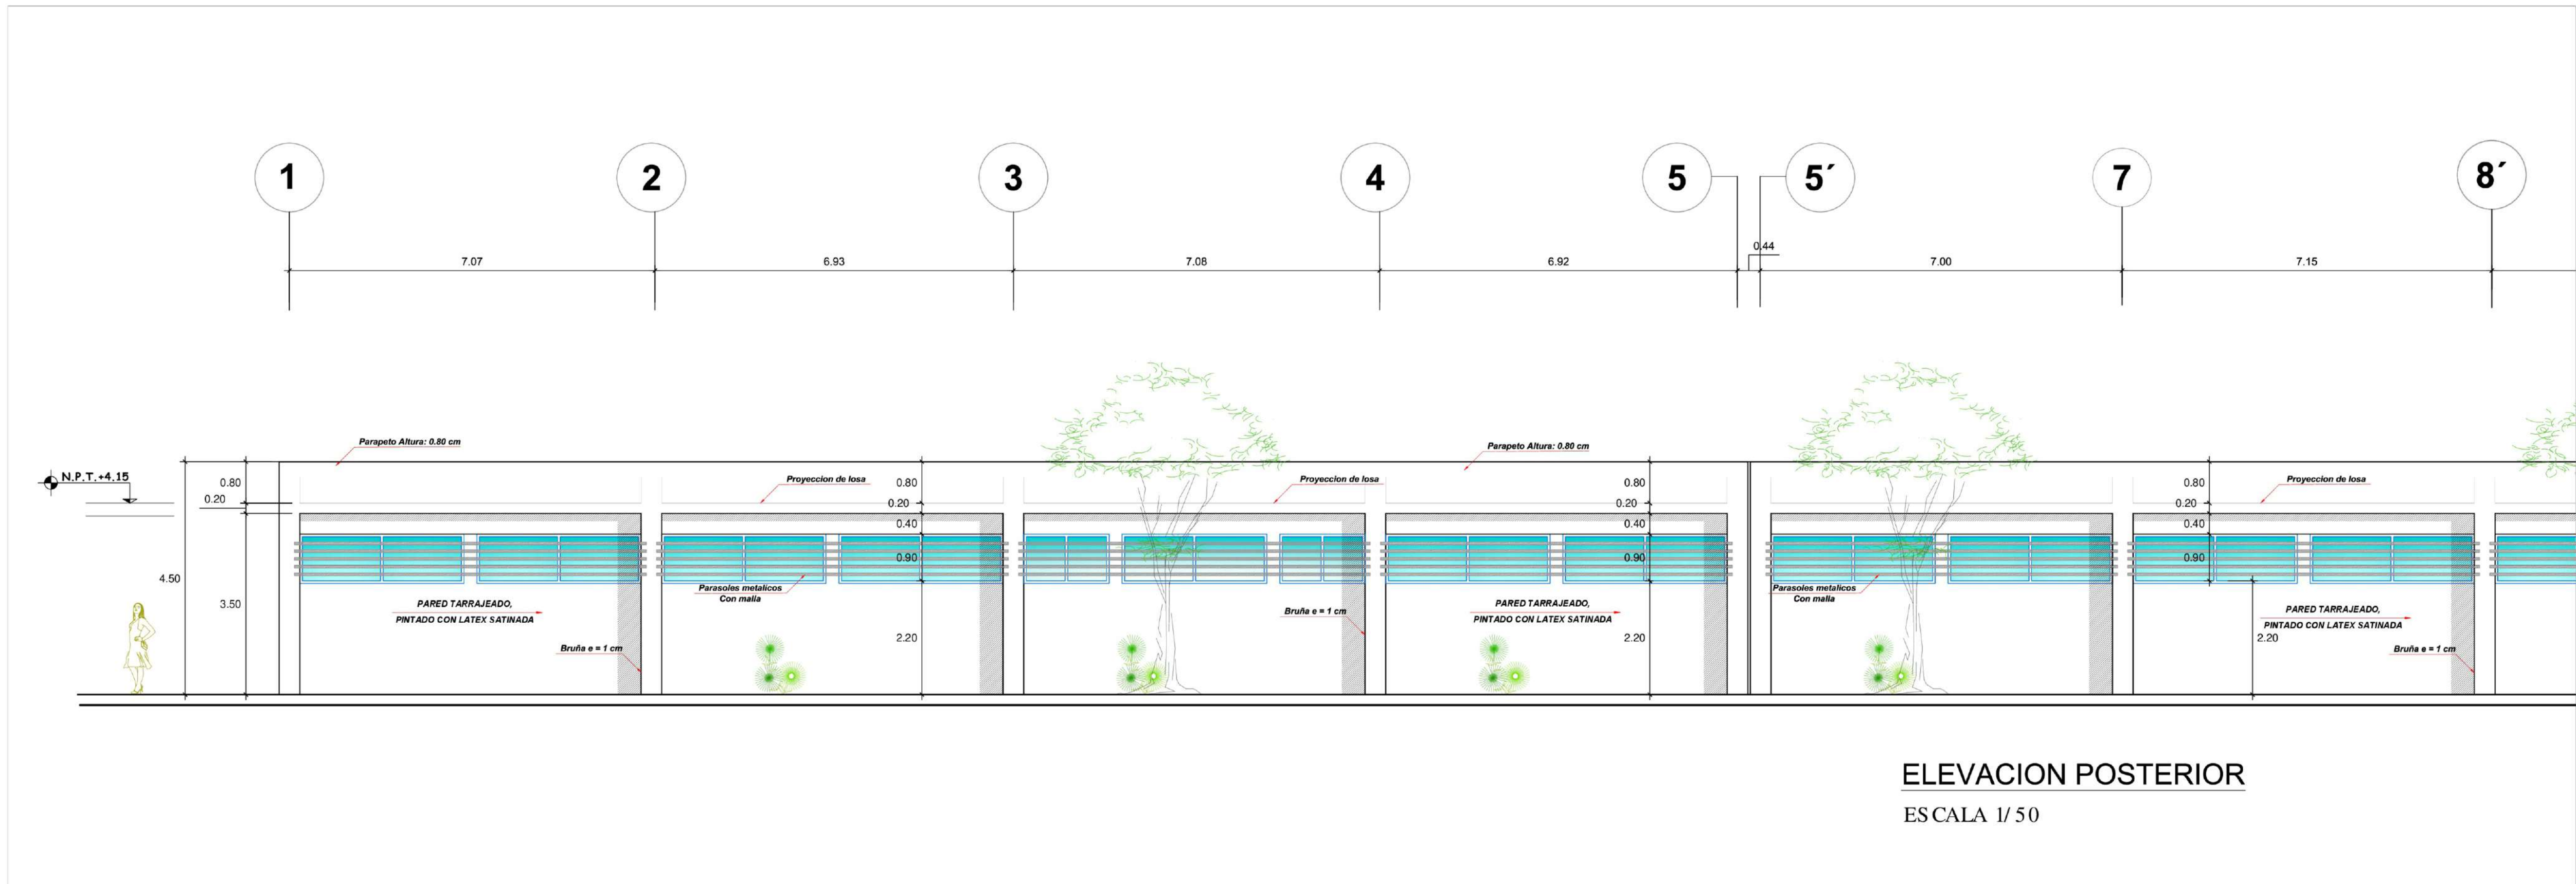 1
2
3
4
5
5´
7
8´
0.44
7.07
6.93
7.08
6.92
7.00
7.15
Parapeto Altura: 0.80 cm
Parapeto Altura: 0.80 cm
N.P.T.+4.15
0.80
Proyeccion de losa
0.80
Proyeccion de losa
0.80
0.80
Proyeccion de losa
0.20
0.20
0.20
0.20
0.40
0.40
0.40
0.90
0.90
0.90
4.50
3.50
Parasoles metalicos
Con malla
Parasoles metalicos
Con malla
PARED TARRAJEADO,
PINTADO CON LATEX SATINADA
Bruña e = 1 cm
PARED TARRAJEADO,
PINTADO CON LATEX SATINADA
PARED TARRAJEADO,
PINTADO CON LATEX SATINADA
2.20
2.20
2.20
Bruña e = 1 cm
Bruña e = 1 cm
ELEVACION POSTERIOR
ESCALA 1/50